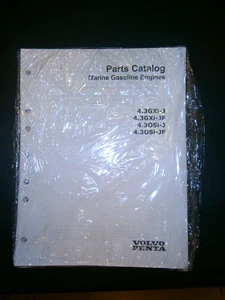 Parts Catalog
Marine Gasoline Engines
4.3GXi-J
4.3GXi-JF
4.3OSi-J
4.3OSi-JF
VOLVO
PENTA